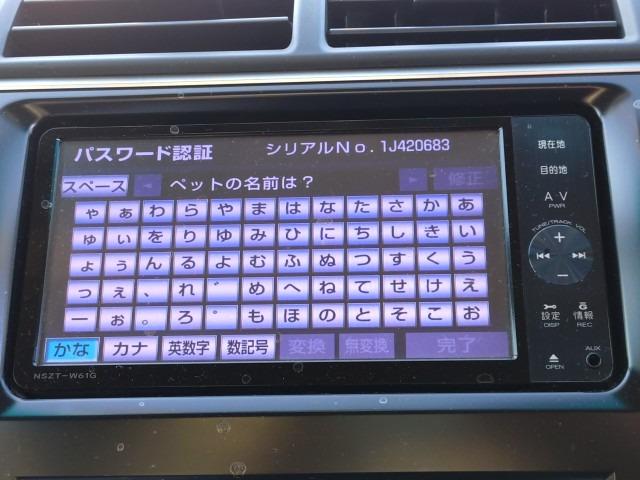 パスワード認証 シリアルNo.1J420683
スペース ◄ ペットの名前は? ► 修正
ゃ ぁ わ ら や ま は な た さ か あ
ゅ ぃ を り ゆ み ひ に ち し き い
ょ ぅ ん る よ む ふ ぬ つ す く う
っ ぇ 、 れ ゛ め へ ね て せ け え
ー ぉ 。 ろ ゜ も ほ の と そ こ お
かな カナ 英数字 数記号 変換 無変換 完了
NSZT-W61G
現在地
目的地
AV
PWR
TUNE/TRACK VOL
+
−
設定 情報
DISP REC
OPEN
AUX